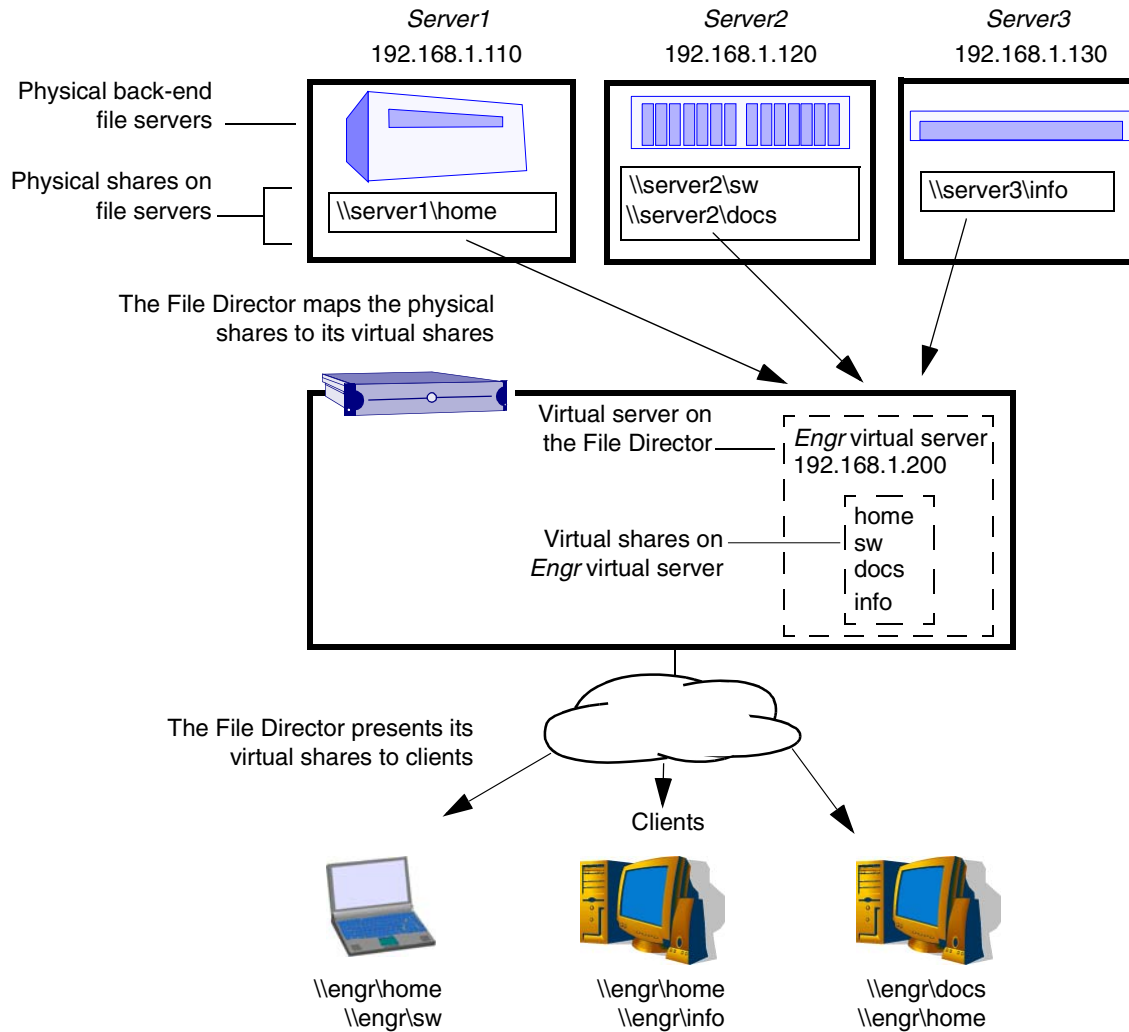 Server1
192.168.1.110
Server2
192.168.1.120
Server3
192.168.1.130
Physical back-end
file servers
Physical shares on
file servers
\\server1\home
\\server2\sw
\\server2\docs
\\server3\info
The File Director maps the physical
shares to its virtual shares
Virtual server on
the File Director
Engr virtual server
192.168.1.200
Virtual shares on
Engr virtual server
home
sw
docs
info
The File Director presents its
virtual shares to clients
Clients
\\engr\home
\\engr\sw
\\engr\home
\\engr\info
\\engr\docs
\\engr\home